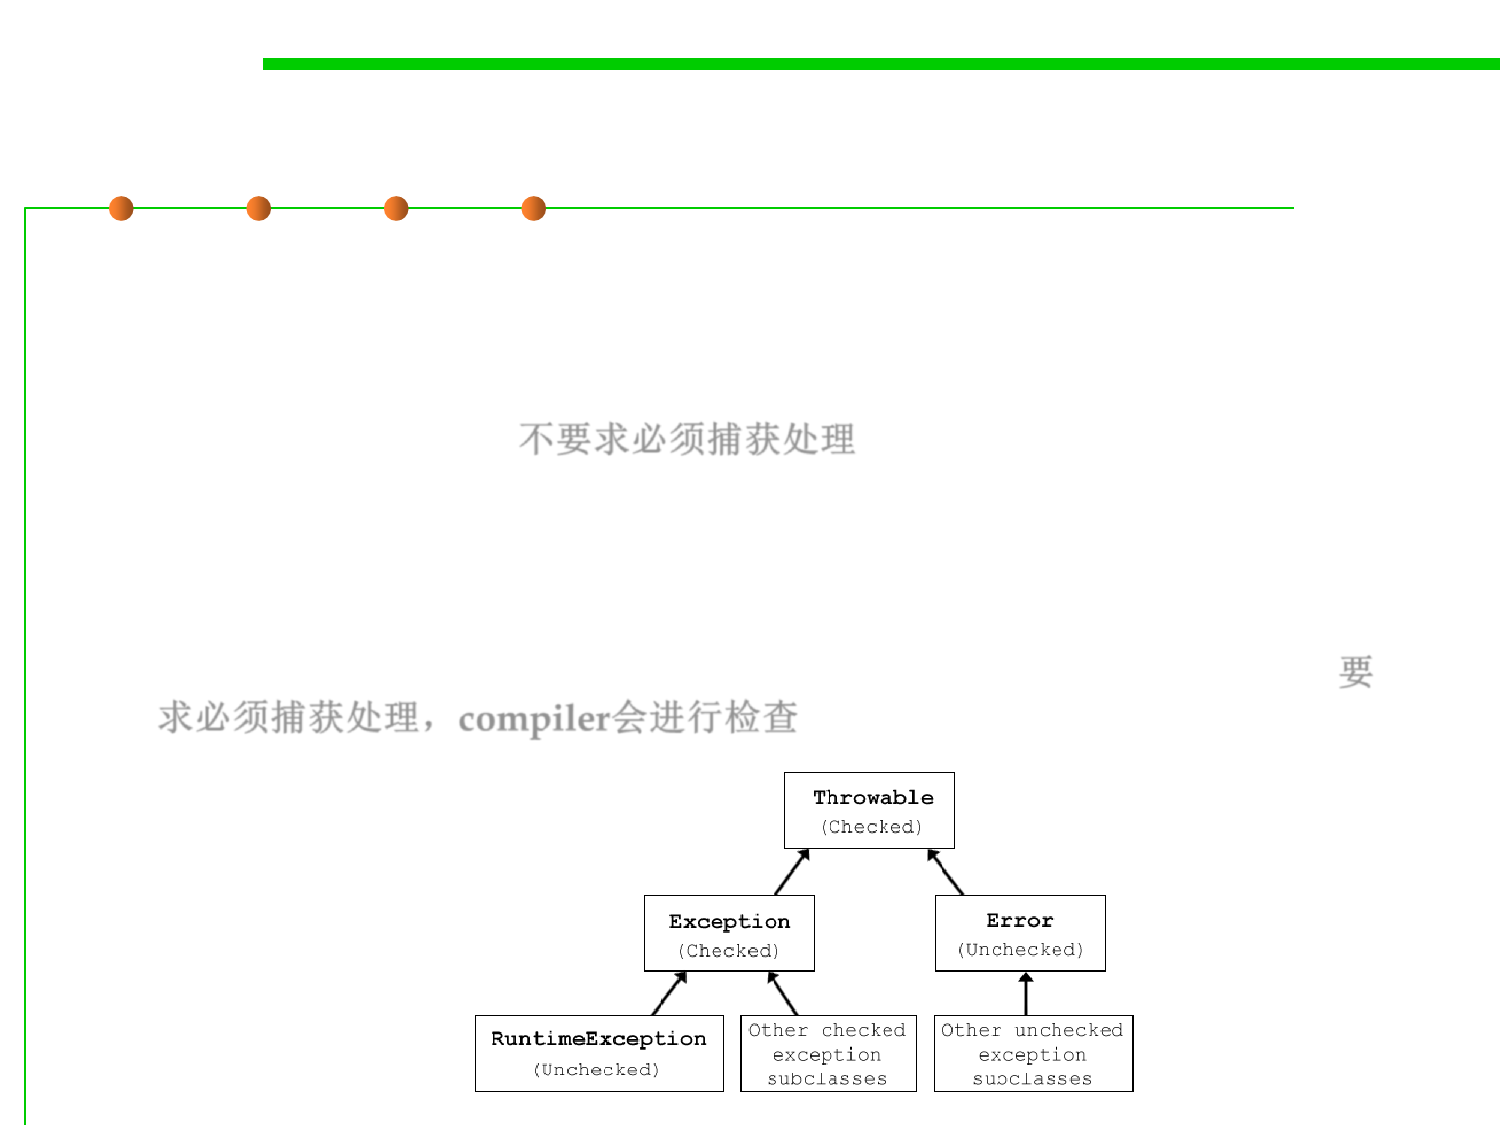 不要求必须捕获处理
要
求必须捕获处理，compiler会进行检查
Throwable
(Checked)
Exception
(Checked)
Error
(Unchecked)
RuntimeException
(Unchecked)
Other checked
exception
subclasses
Other unchecked
exception
subclasses